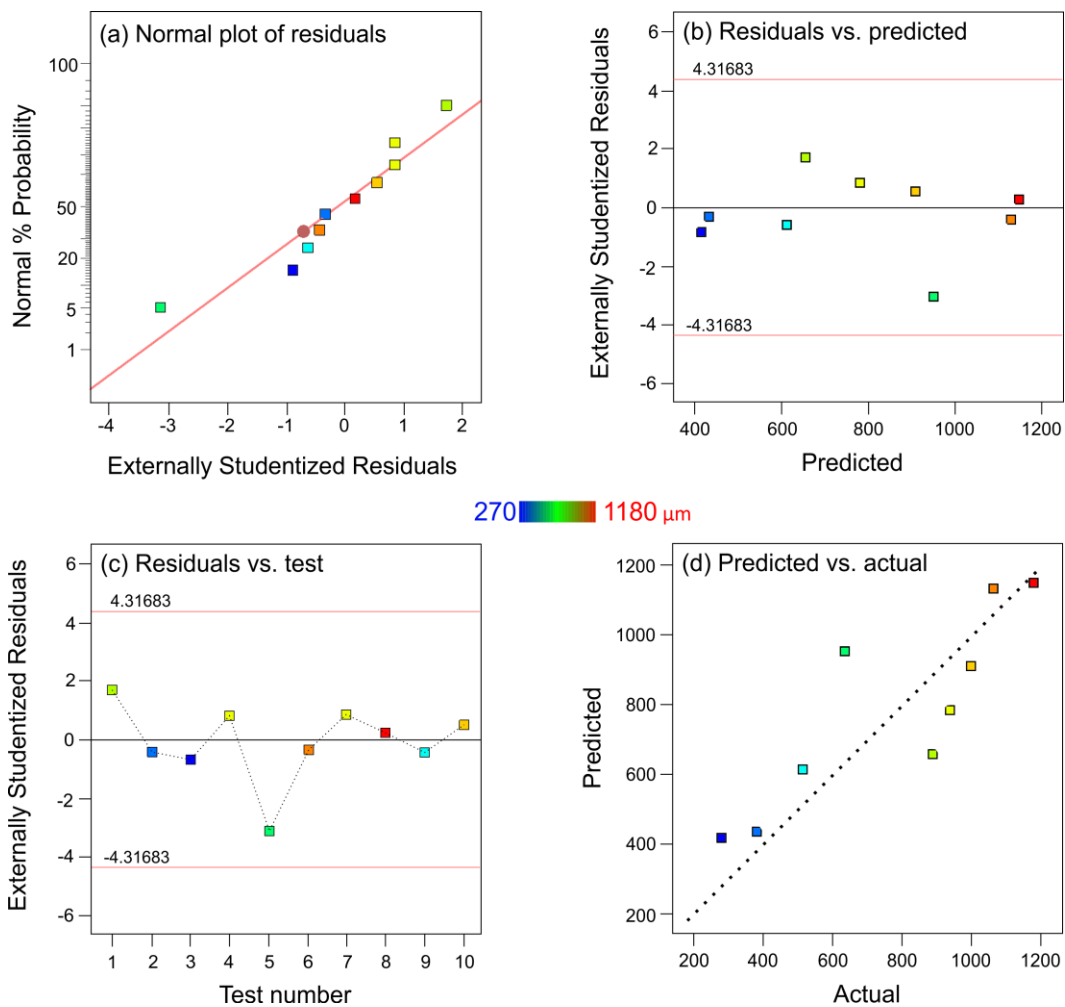 (a) Normal plot of residuals
Normal % Probability
100
50
20
5
1
-4 -3 -2 -1 0 1 2
Externally Studentized Residuals
(b) Residuals vs. predicted
Externally Studentized Residuals
6
4
2
0
-2
-4
-6
4.31683
-4.31683
400 600 800 1000 1200
Predicted
270 1180 µm
(c) Residuals vs. test
Externally Studentized Residuals
6
4
2
0
-2
-4
-6
4.31683
-4.31683
1 2 3 4 5 6 7 8 9 10
Test number
(d) Predicted vs. actual
Predicted
1200
1000
800
600
400
200
200 400 600 800 1000 1200
Actual